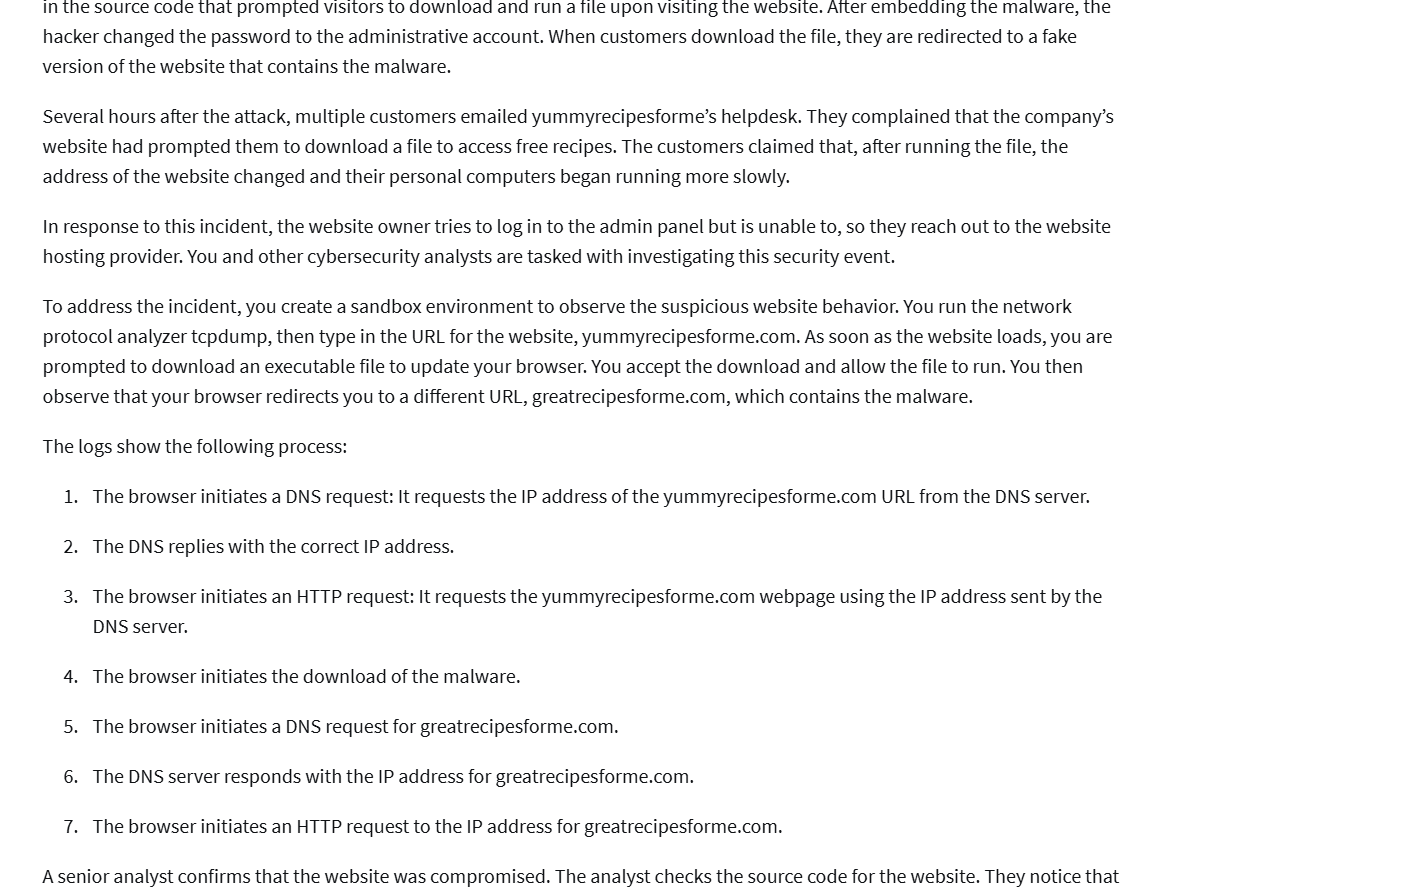 in the source code that prompted visitors to download and run a file upon visiting the website. After embedding the malware, the
hacker changed the password to the administrative account. When customers download the file, they are redirected to a fake
version of the website that contains the malware.
Several hours after the attack, multiple customers emailed yummyrecipesforme’s helpdesk. They complained that the company’s
website had prompted them to download a file to access free recipes. The customers claimed that, after running the file, the
address of the website changed and their personal computers began running more slowly.
In response to this incident, the website owner tries to log in to the admin panel but is unable to, so they reach out to the website
hosting provider. You and other cybersecurity analysts are tasked with investigating this security event.
To address the incident, you create a sandbox environment to observe the suspicious website behavior. You run the network
protocol analyzer tcpdump, then type in the URL for the website, yummyrecipesforme.com. As soon as the website loads, you are
prompted to download an executable file to update your browser. You accept the download and allow the file to run. You then
observe that your browser redirects you to a different URL, greatrecipesforme.com, which contains the malware.
The logs show the following process:
1. The browser initiates a DNS request: It requests the IP address of the yummyrecipesforme.com URL from the DNS server.
2. The DNS replies with the correct IP address.
3. The browser initiates an HTTP request: It requests the yummyrecipesforme.com webpage using the IP address sent by the
DNS server.
4. The browser initiates the download of the malware.
5. The browser initiates a DNS request for greatrecipesforme.com.
6. The DNS server responds with the IP address for greatrecipesforme.com.
7. The browser initiates an HTTP request to the IP address for greatrecipesforme.com.
A senior analyst confirms that the website was compromised. The analyst checks the source code for the website. They notice that